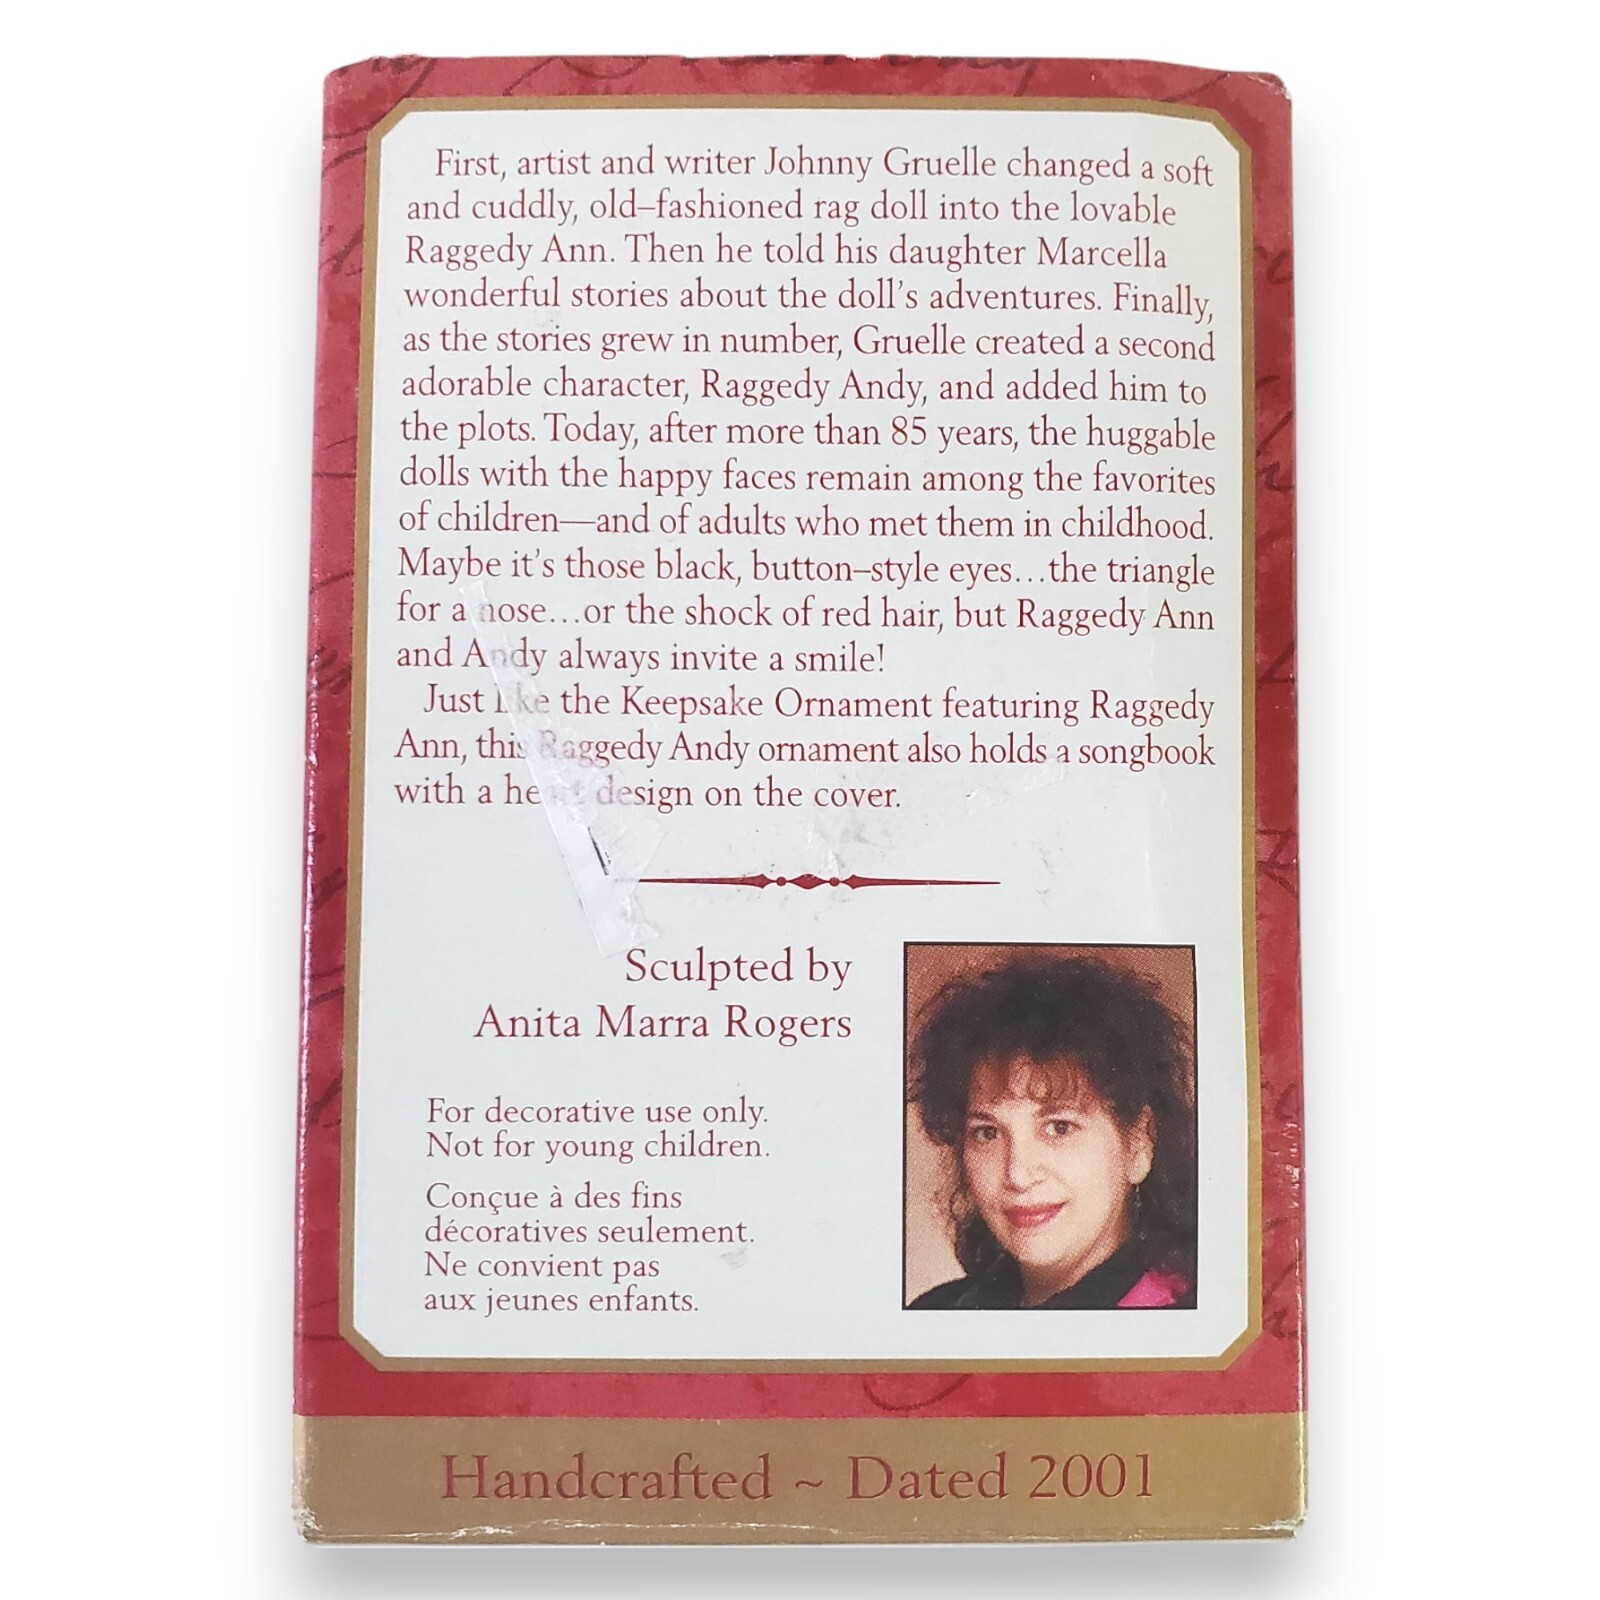 First, artist and writer Johnny Gruelle changed a soft
and cuddly, old–fashioned rag doll into the lovable
Raggedy Ann. Then he told his daughter Marcella
wonderful stories about the doll's adventures. Finally,
as the stories grew in number, Gruelle created a second
adorable character, Raggedy Andy, and added him to
the plots. Today, after more than 85 years, the huggable
dolls with the happy faces remain among the favorites
of children—and of adults who met them in childhood.
Maybe it's those black, button–style eyes…the triangle
for a nose…or the shock of red hair, but Raggedy Ann
and Andy always invite a smile!
Just like the Keepsake Ornament featuring Raggedy
Ann, this Raggedy Andy ornament also holds a songbook
with a heart design on the cover.
Sculpted by
Anita Marra Rogers
For decorative use only.
Not for young children.
Conçue à des fins
décoratives seulement.
Ne convient pas
aux jeunes enfants.
Handcrafted ~ Dated 2001